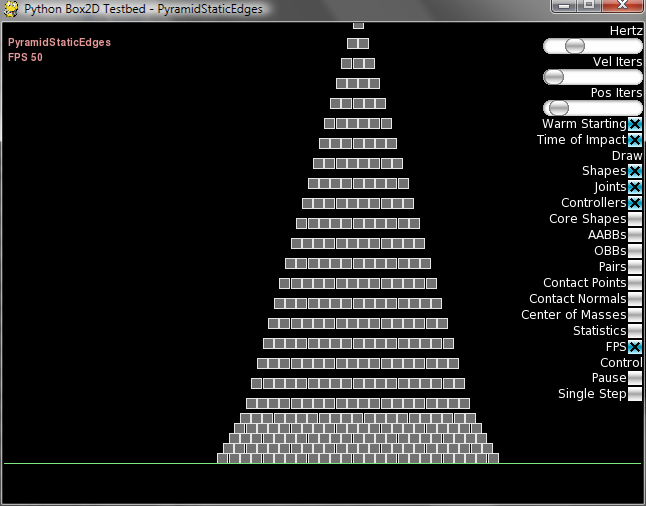 Python Box2D Testbed - PyramidStaticEdges
PyramidStaticEdges
FPS 50
Hertz
Vel Iters
Pos Iters
Warm Starting
Time of Impact
Draw
Shapes
Joints
Controllers
Core Shapes
AABBs
OBBs
Pairs
Contact Points
Contact Normals
Center of Masses
Statistics
FPS
Control
Pause
Single Step